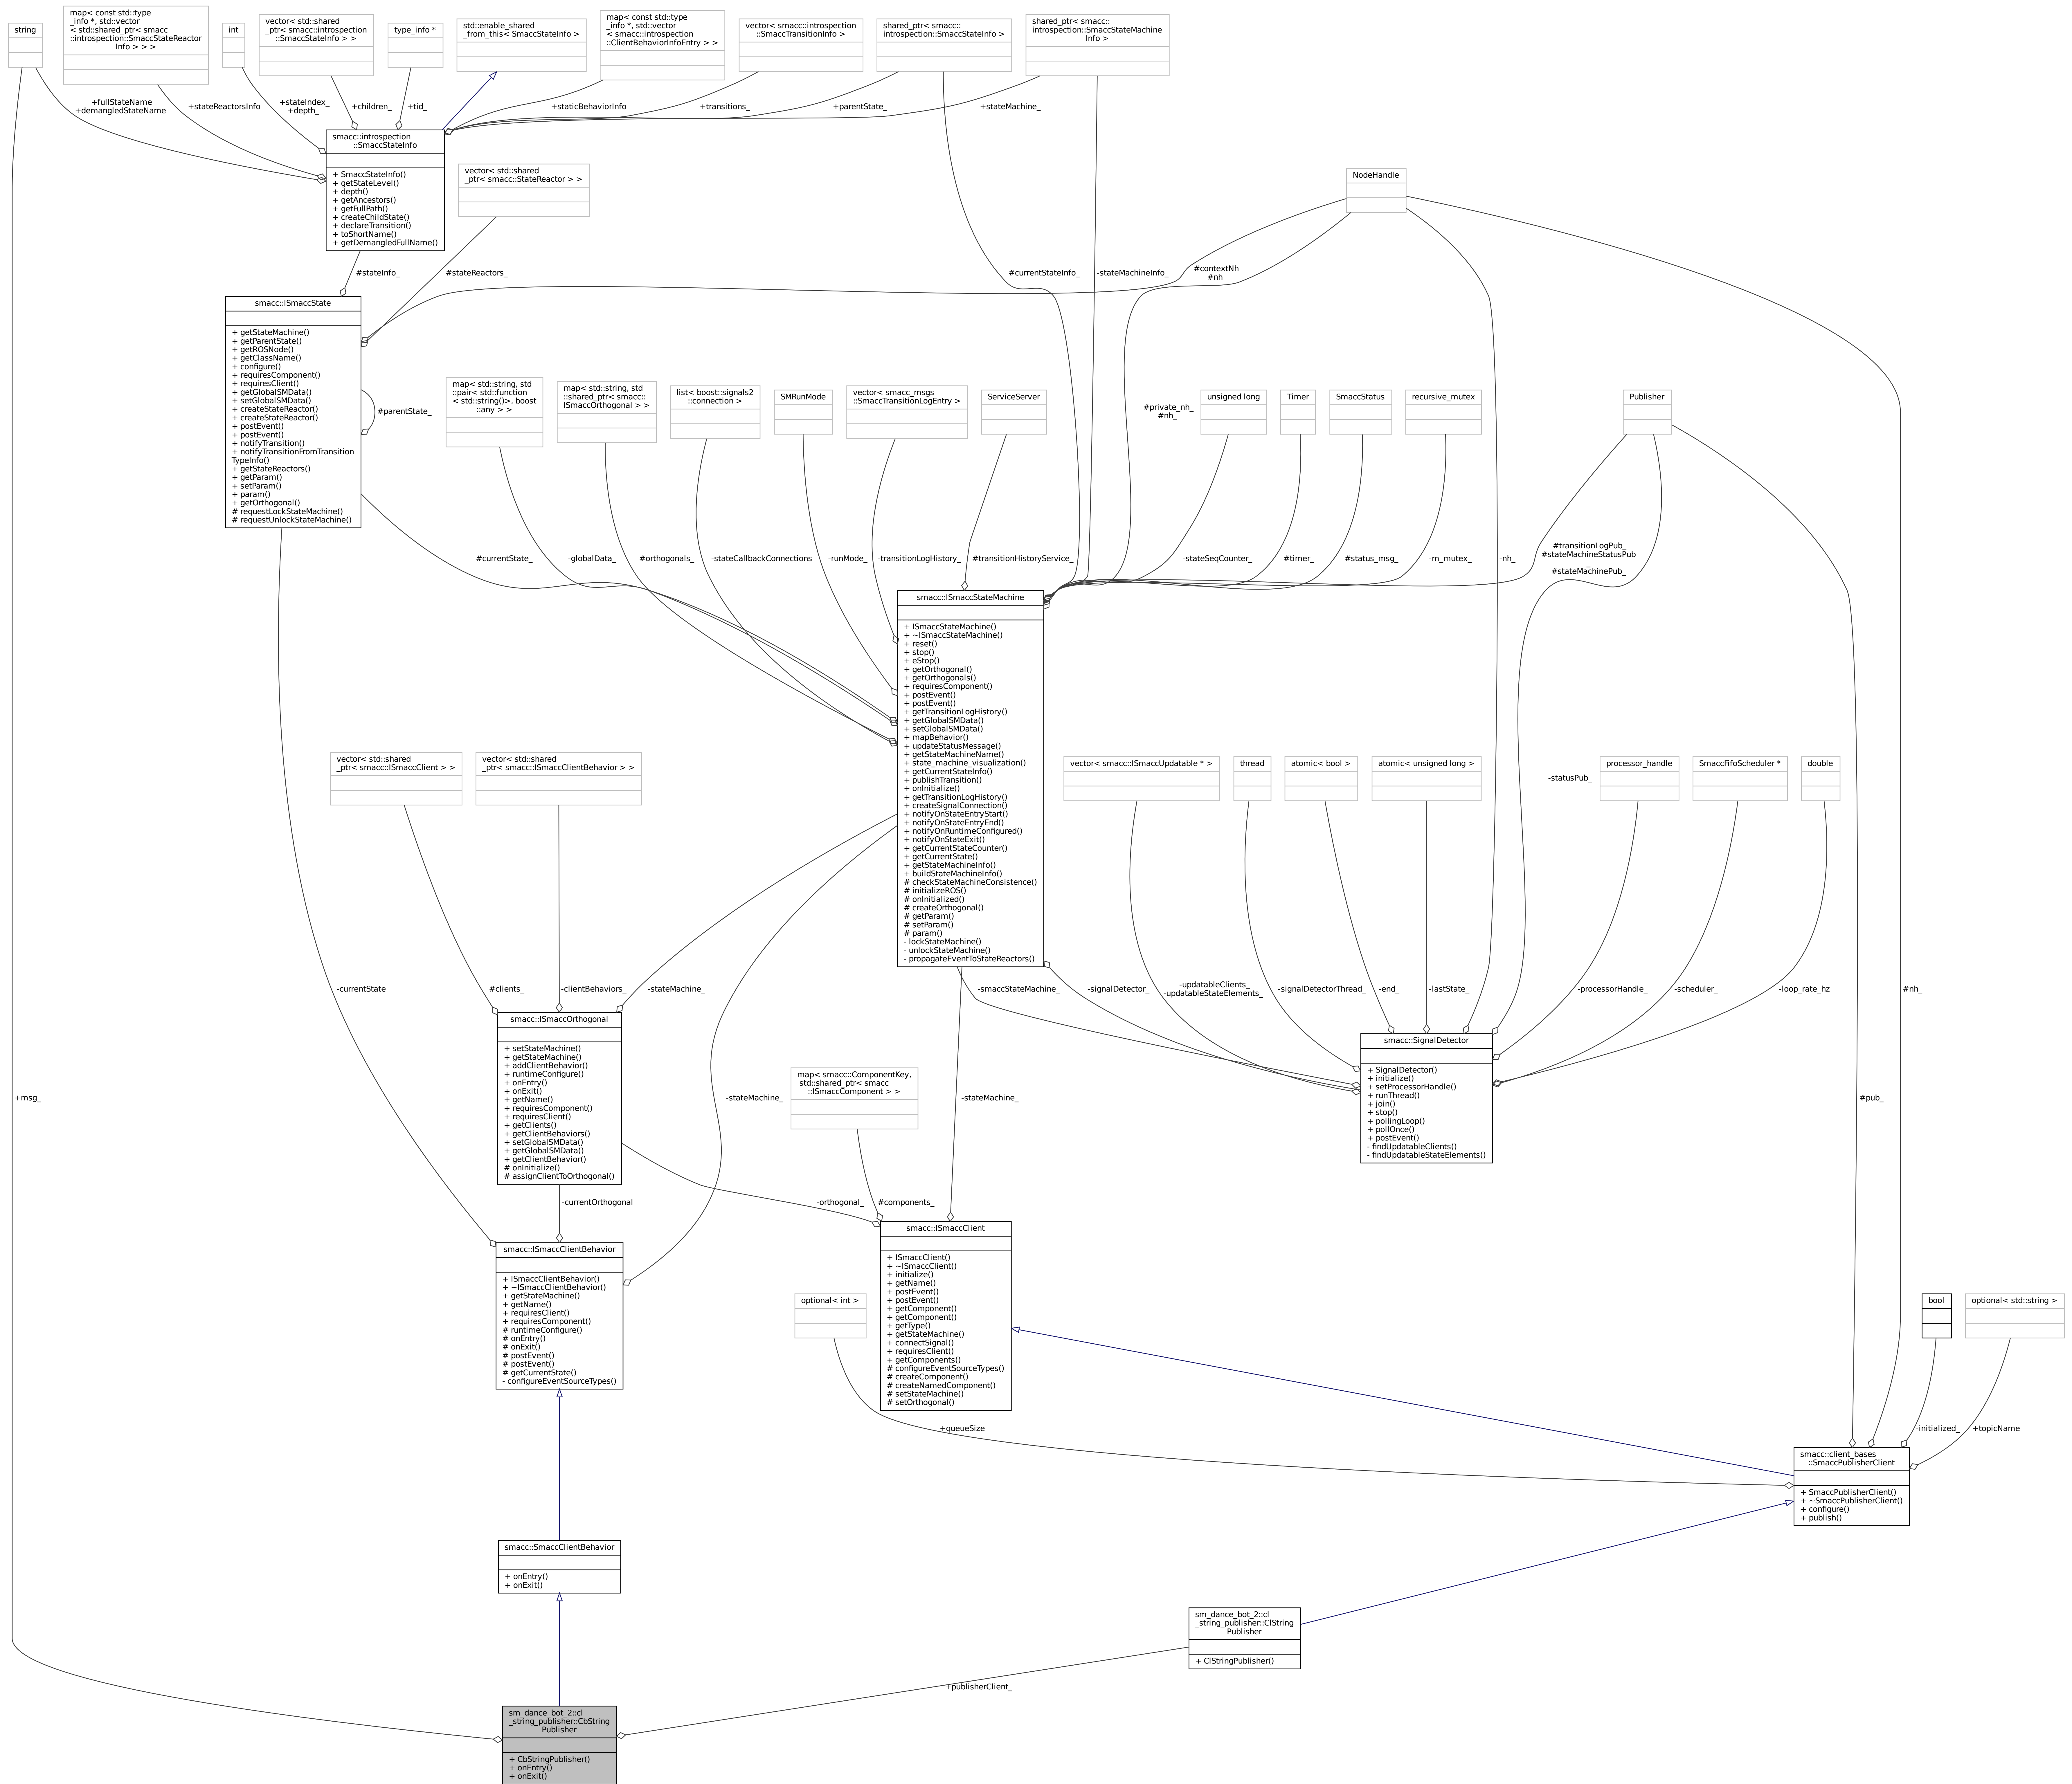 string
map< const std::type
_info *, std::vector
< std::shared_ptr< smacc
::introspection::SmaccStateReactor
Info > > >
int
vector< std::shared
_ptr< smacc::introspection
::SmaccStateInfo > >
type_info *
std::enable_shared
_from_this< SmaccStateInfo >
map< const std::type
_info *, std::vector
< smacc::introspection
::ClientBehaviorInfoEntry > >
vector< smacc::introspection
::SmaccTransitionInfo >
shared_ptr< smacc::
introspection::SmaccStateInfo >
shared_ptr< smacc::
introspection::SmaccStateMachine
Info >
+fullStateName
+demangledStateName
+stateReactorsInfo
+stateIndex_
+depth_
+children_
+tid_
+staticBehaviorInfo
+transitions_
+parentState_
+stateMachine_
smacc::introspection
::SmaccStateInfo
+ SmaccStateInfo()
+ getStateLevel()
+ depth()
+ getAncestors()
+ getFullPath()
+ createChildState()
+ declareTransition()
+ toShortName()
+ getDemangledFullName()
vector< std::shared
_ptr< smacc::StateReactor > >
NodeHandle
#stateInfo_
#stateReactors_
#currentStateInfo_
-stateMachineInfo_
#contextNh
#nh
smacc::ISmaccState
+ getStateMachine()
+ getParentState()
+ getROSNode()
+ getClassName()
+ configure()
+ requiresComponent()
+ requiresClient()
+ getGlobalSMData()
+ setGlobalSMData()
+ createStateReactor()
+ createStateReactor()
+ postEvent()
+ postEvent()
+ notifyTransition()
+ notifyTransitionFromTransition
TypeInfo()
+ getStateReactors()
+ getParam()
+ setParam()
+ param()
+ getOrthogonal()
# requestLockStateMachine()
# requestUnlockStateMachine()
#parentState_
map< std::string, std
::pair< std::function
< std::string()>, boost
::any > >
map< std::string, std
::shared_ptr< smacc::
ISmaccOrthogonal > >
list< boost::signals2
::connection >
SMRunMode
vector< smacc_msgs
::SmaccTransitionLogEntry >
ServiceServer
#private_nh_
#nh_
unsigned long
Timer
SmaccStatus
recursive_mutex
Publisher
#currentState_
-globalData_
#orthogonals_
-stateCallbackConnections
-runMode_
-transitionLogHistory_
#transitionHistoryService_
-stateSeqCounter_
#timer_
#status_msg_
-m_mutex_
-nh_
#transitionLogPub_
#stateMachineStatusPub
_
#stateMachinePub_
smacc::ISmaccStateMachine
+ ISmaccStateMachine()
+ ~ISmaccStateMachine()
+ reset()
+ stop()
+ eStop()
+ getOrthogonal()
+ getOrthogonals()
+ requiresComponent()
+ postEvent()
+ postEvent()
+ getTransitionLogHistory()
+ getGlobalSMData()
+ setGlobalSMData()
+ mapBehavior()
+ updateStatusMessage()
+ getStateMachineName()
+ state_machine_visualization()
+ getCurrentStateInfo()
+ publishTransition()
+ onInitialize()
+ getTransitionLogHistory()
+ createSignalConnection()
+ notifyOnStateEntryStart()
+ notifyOnStateEntryEnd()
+ notifyOnRuntimeConfigured()
+ notifyOnStateExit()
+ getCurrentStateCounter()
+ getCurrentState()
+ getStateMachineInfo()
+ buildStateMachineInfo()
# checkStateMachineConsistence()
# initializeROS()
# onInitialized()
# createOrthogonal()
# getParam()
# setParam()
# param()
- lockStateMachine()
- unlockStateMachine()
- propagateEventToStateReactors()
vector< std::shared
_ptr< smacc::ISmaccClient > >
vector< std::shared
_ptr< smacc::ISmaccClientBehavior > >
vector< smacc::ISmaccUpdatable * >
thread
atomic< bool >
atomic< unsigned long >
-statusPub_
processor_handle
SmaccFifoScheduler *
double
-currentState
#clients_
-clientBehaviors_
-stateMachine_
-smaccStateMachine_
-signalDetector_
-updatableClients_
-updatableStateElements_
-signalDetectorThread_
-end_
-lastState_
-processorHandle_
-scheduler_
-loop_rate_hz
#nh_
smacc::ISmaccOrthogonal
+ setStateMachine()
+ getStateMachine()
+ addClientBehavior()
+ runtimeConfigure()
+ onEntry()
+ onExit()
+ getName()
+ requiresComponent()
+ requiresClient()
+ getClients()
+ getClientBehaviors()
+ setGlobalSMData()
+ getGlobalSMData()
+ getClientBehavior()
# onInitialize()
# assignClientToOrthogonal()
smacc::SignalDetector
+ SignalDetector()
+ initialize()
+ setProcessorHandle()
+ runThread()
+ join()
+ stop()
+ pollingLoop()
+ pollOnce()
+ postEvent()
- findUpdatableClients()
- findUpdatableStateElements()
map< smacc::ComponentKey,
std::shared_ptr< smacc
::ISmaccComponent > >
+msg_
-stateMachine_
-stateMachine_
#pub_
-currentOrthogonal
-orthogonal_
#components_
smacc::ISmaccClientBehavior
+ ISmaccClientBehavior()
+ ~ISmaccClientBehavior()
+ getStateMachine()
+ getName()
+ requiresClient()
+ requiresComponent()
# runtimeConfigure()
# onEntry()
# onExit()
# postEvent()
# postEvent()
# getCurrentState()
- configureEventSourceTypes()
optional< int >
smacc::ISmaccClient
+ ISmaccClient()
+ ~ISmaccClient()
+ initialize()
+ getName()
+ postEvent()
+ postEvent()
+ getComponent()
+ getComponent()
+ getType()
+ getStateMachine()
+ connectSignal()
+ requiresClient()
+ getComponents()
# configureEventSourceTypes()
# createComponent()
# createNamedComponent()
# setStateMachine()
# setOrthogonal()
bool
optional< std::string >
+queueSize
-initialized_
+topicName
smacc::client_bases
::SmaccPublisherClient
+ SmaccPublisherClient()
+ ~SmaccPublisherClient()
+ configure()
+ publish()
smacc::SmaccClientBehavior
+ onEntry()
+ onExit()
sm_dance_bot_2::cl
_string_publisher::ClString
Publisher
+ ClStringPublisher()
+publisherClient_
sm_dance_bot_2::cl
_string_publisher::CbString
Publisher
+ CbStringPublisher()
+ onEntry()
+ onExit()